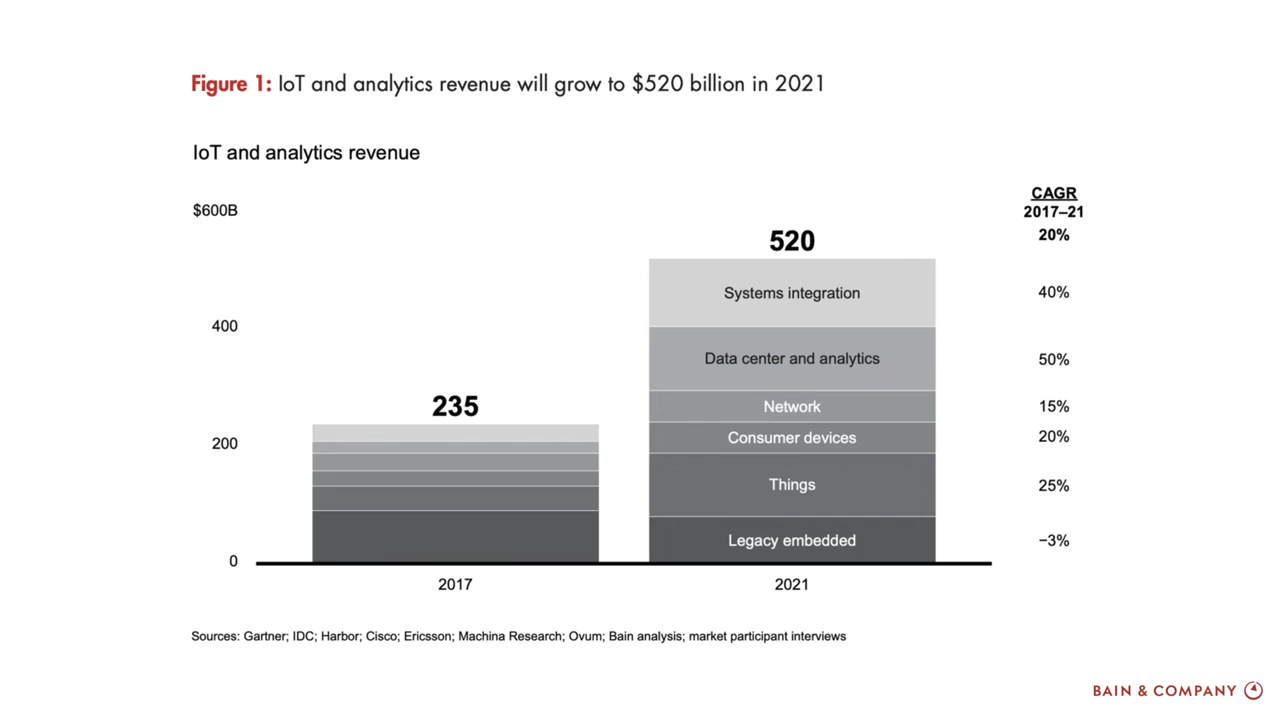 Figure 1: IoT and analytics revenue will grow to $520 billion in 2021
IoT and analytics revenue
CAGR
2017–21
$600B
20%
520
Systems integration
40%
400
Data center and analytics
50%
235
Network
15%
200
Consumer devices
20%
Things
25%
Legacy embedded
−3%
0
2017
2021
Sources: Gartner; IDC; Harbor; Cisco; Ericsson; Machina Research; Ovum; Bain analysis; market participant interviews
BAIN & COMPANY